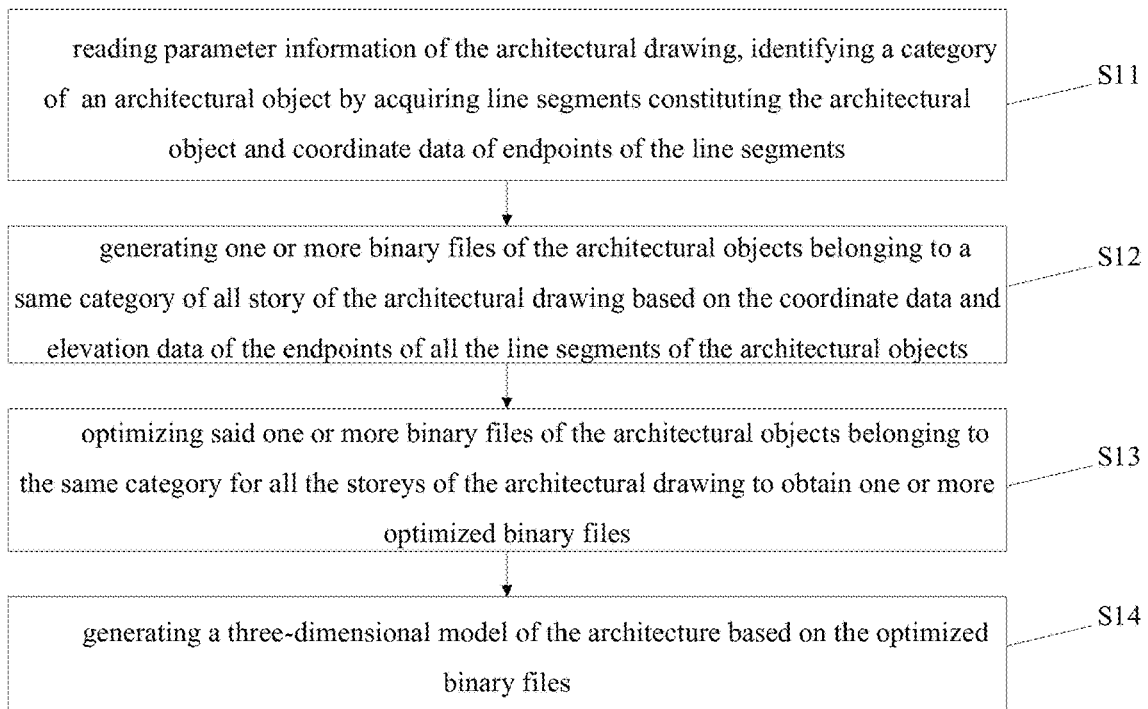 reading parameter information of the architectural drawing, identifying a category
of an architectural object by acquiring line segments constituting the architectural
object and coordinate data of endpoints of the line segments
S11
generating one or more binary files of the architectural objects belonging to a
same category of all story of the architectural drawing based on the coordinate data and
elevation data of the endpoints of all the line segments of the architectural objects
S12
optimizing said one or more binary files of the architectural objects belonging to
the same category for all the storeys of the architectural drawing to obtain one or more
optimized binary files
S13
generating a three-dimensional model of the architecture based on the optimized
binary files
S14